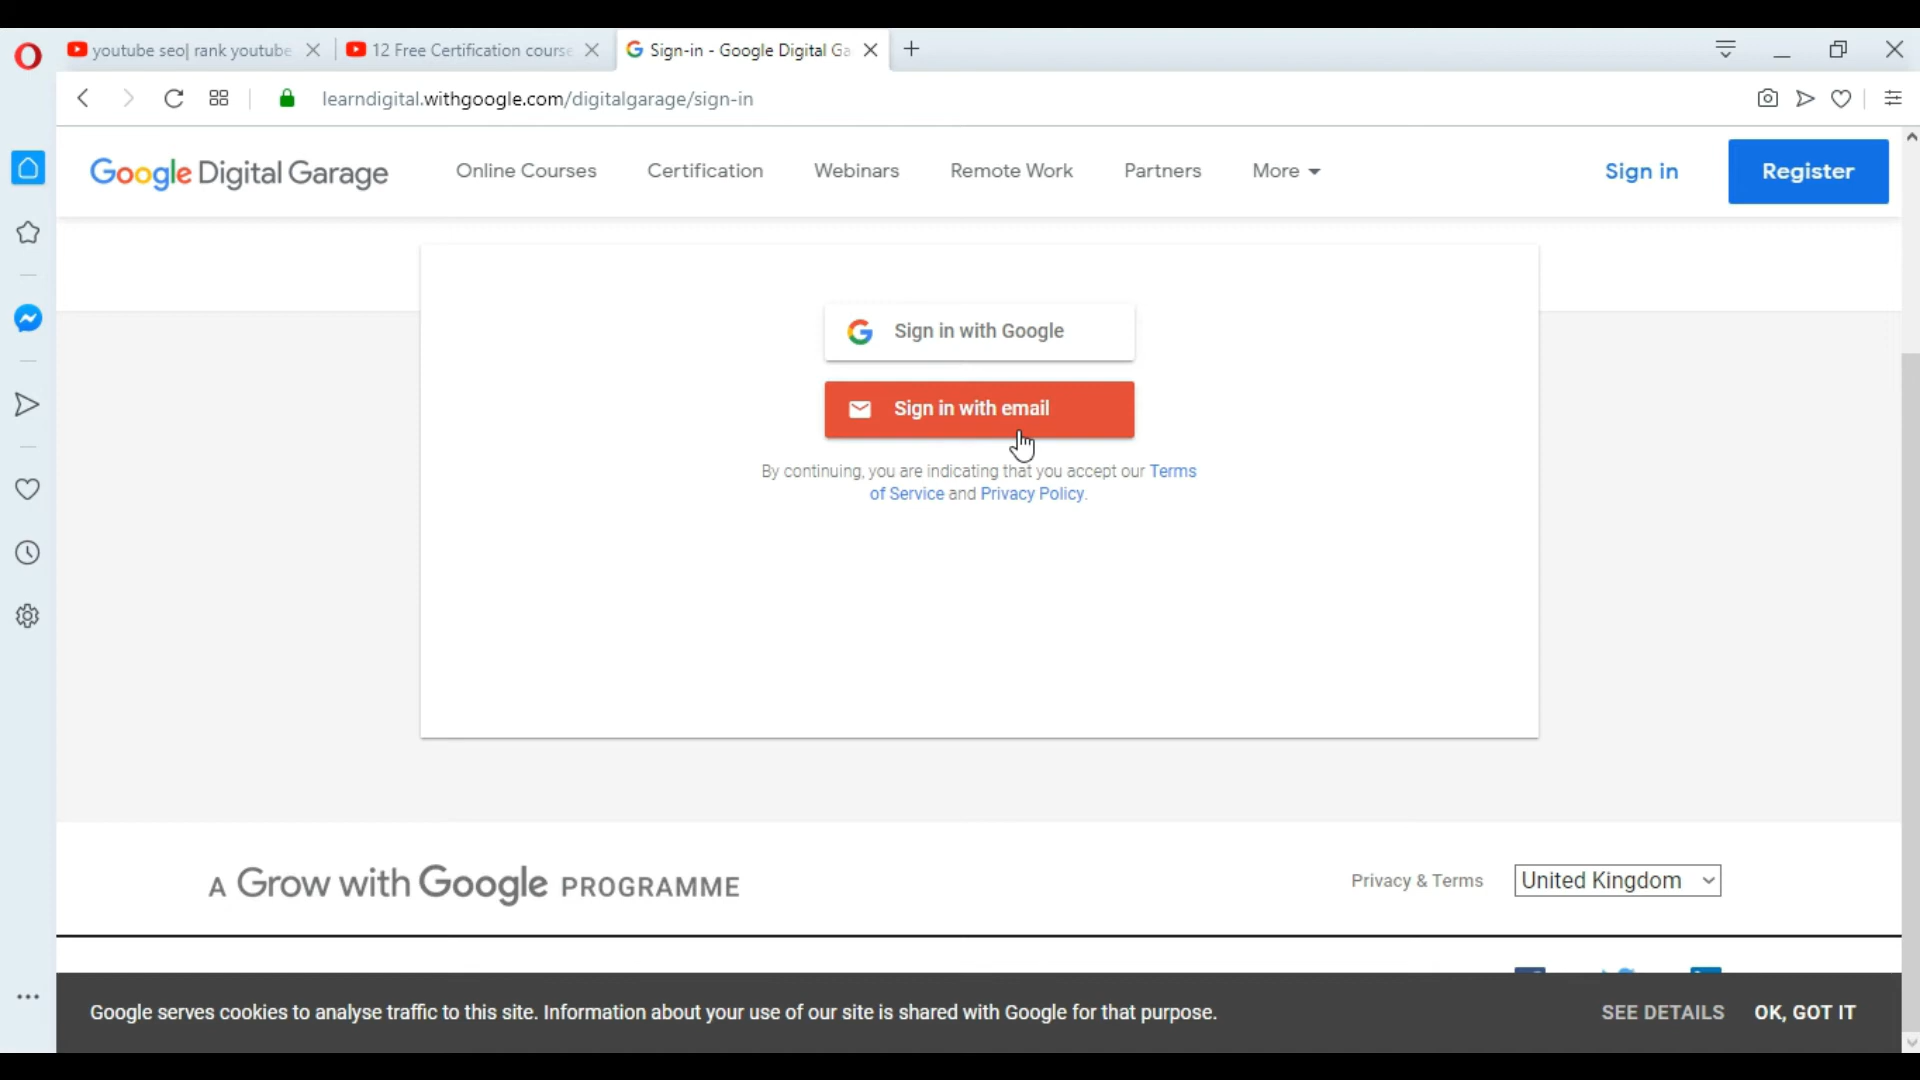 youtube seo| rank youtube
12 Free Certification course
Sign-in - Google Digital Ga
learndigital.withgoogle.com/digitalgarage/sign-in
Google Digital Garage
Online Courses
Certification
Webinars
Remote Work
Partners
More
Sign in
Register
Sign in with Google
Sign in with email
By continuing, you are indicating that you accept our Terms
of Service and Privacy Policy.
A Grow with Google PROGRAMME
Privacy & Terms
United Kingdom
Google serves cookies to analyse traffic to this site. Information about your use of our site is shared with Google for that purpose.
SEE DETAILS
OK, GOT IT